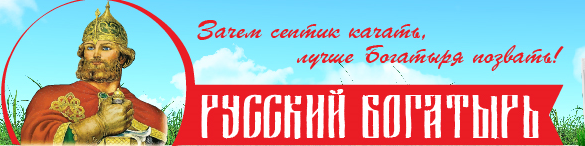 Зачем септик качать,
лучше Богатыря позвать!
РУССКИЙ БОГАТЫРЬ